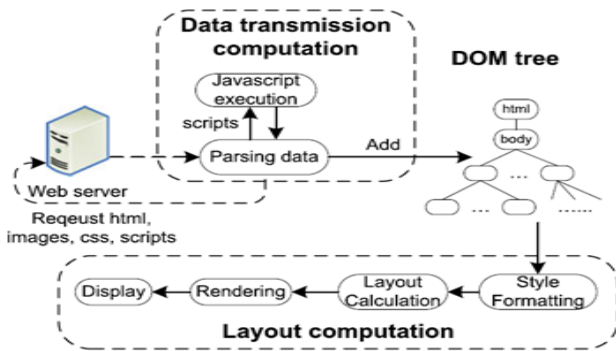 Data transmission
computation
DOM tree
Javascript
execution
scripts
Parsing data
Add
html
body
...
...
.......
Web server
Reqeust html,
images, css, scripts
Display
Rendering
Layout
Calculation
Style
Formatting
Layout computation